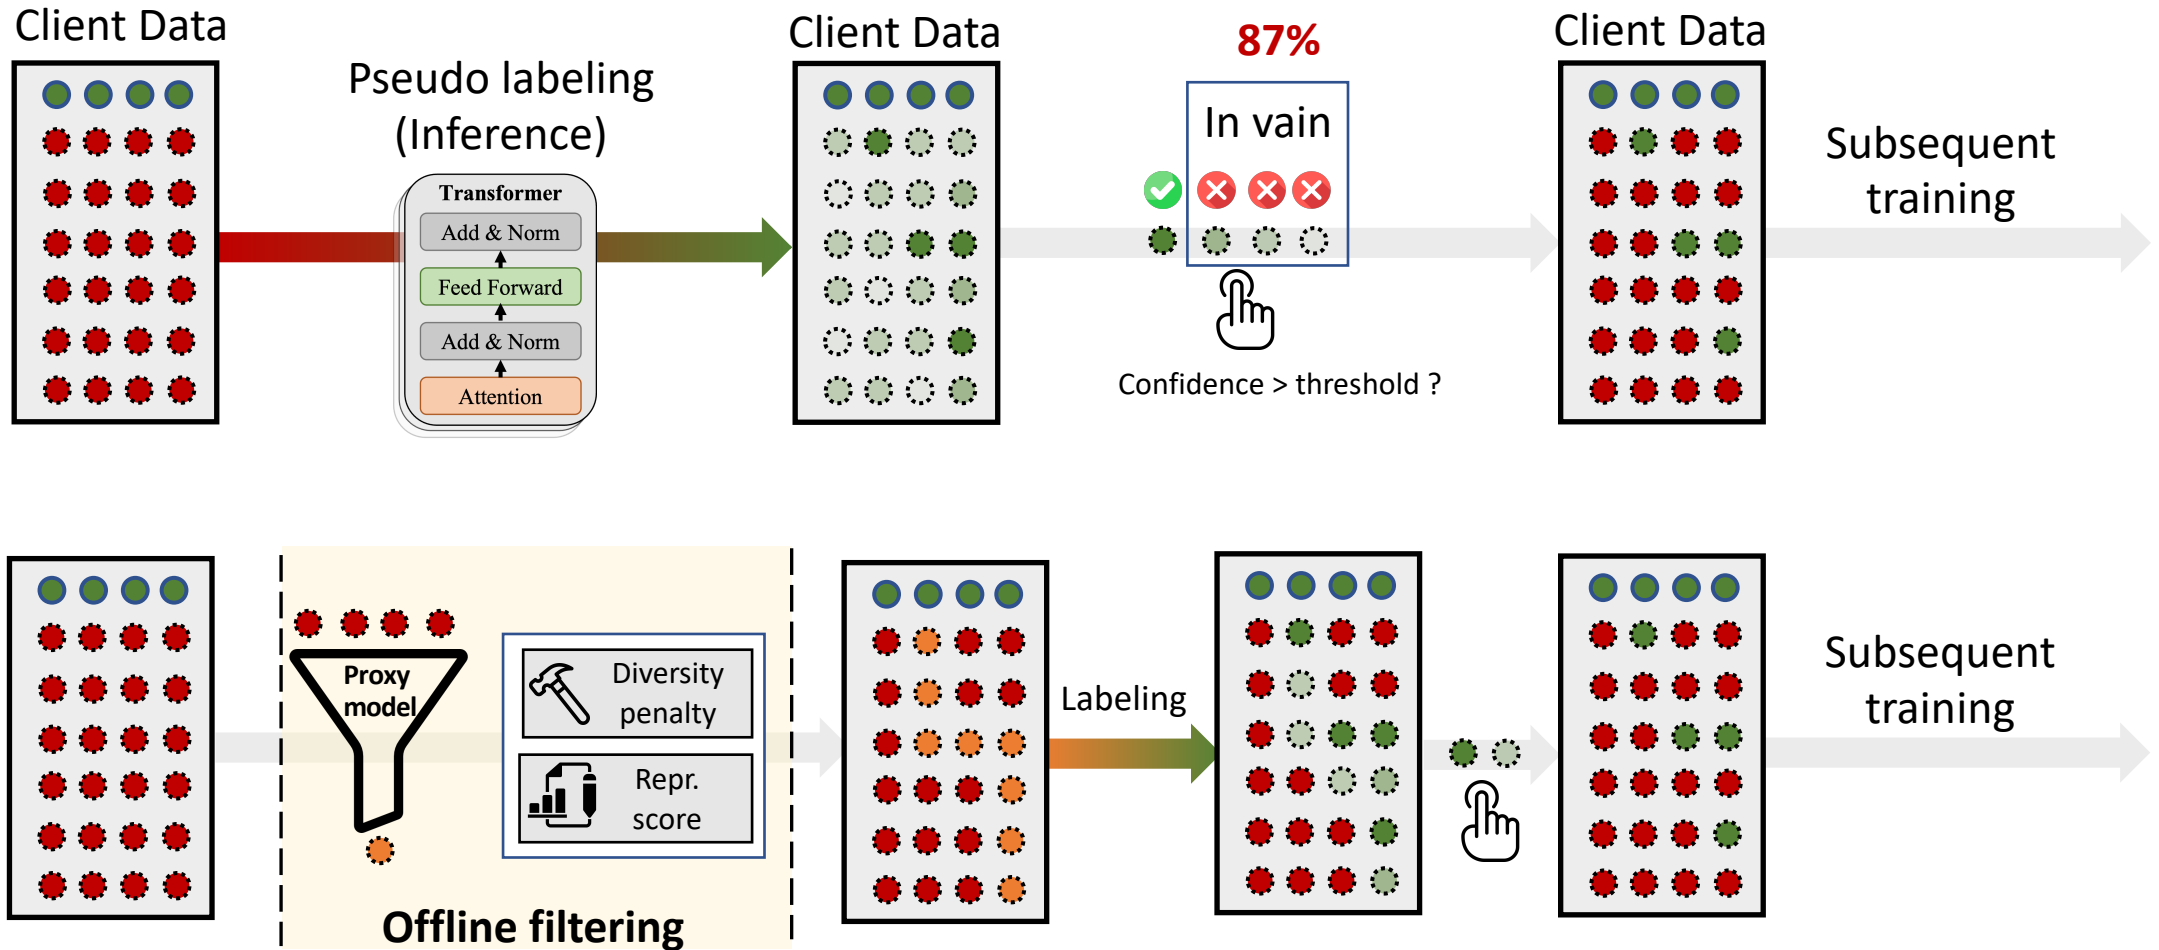 Client Data
Pseudo labeling
(Inference)
Transformer
Add & Norm
Feed Forward
Add & Norm
Attention
Client Data
87%
In vain
Confidence > threshold ?
Client Data
Subsequent
training
Proxy
model
Diversity
penalty
Repr.
score
Offline filtering
Labeling
Subsequent
training